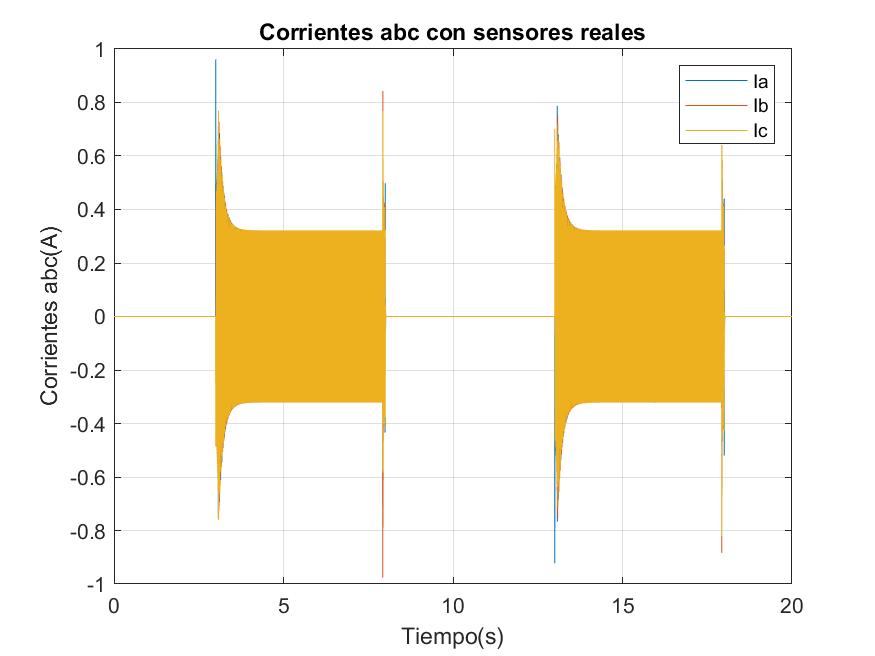 Corrientes abc con sensores reales
1
0.8
0.6
0.4
0.2
0
-0.2
-0.4
-0.6
-0.8
-1
Corrientes abc(A)
Ia
Ib
Ic
0
5
10
15
20
Tiempo(s)